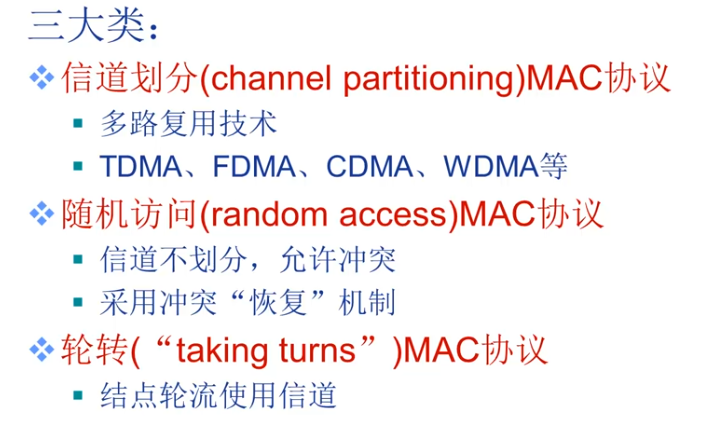 三大类：
信道划分(channel partitioning)MAC协议
多路复用技术
TDMA、FDMA、CDMA、WDMA等
随机访问(random access)MAC协议
信道不划分，允许冲突
采用冲突“恢复”机制
轮转(“taking turns”)MAC协议
结点轮流使用信道